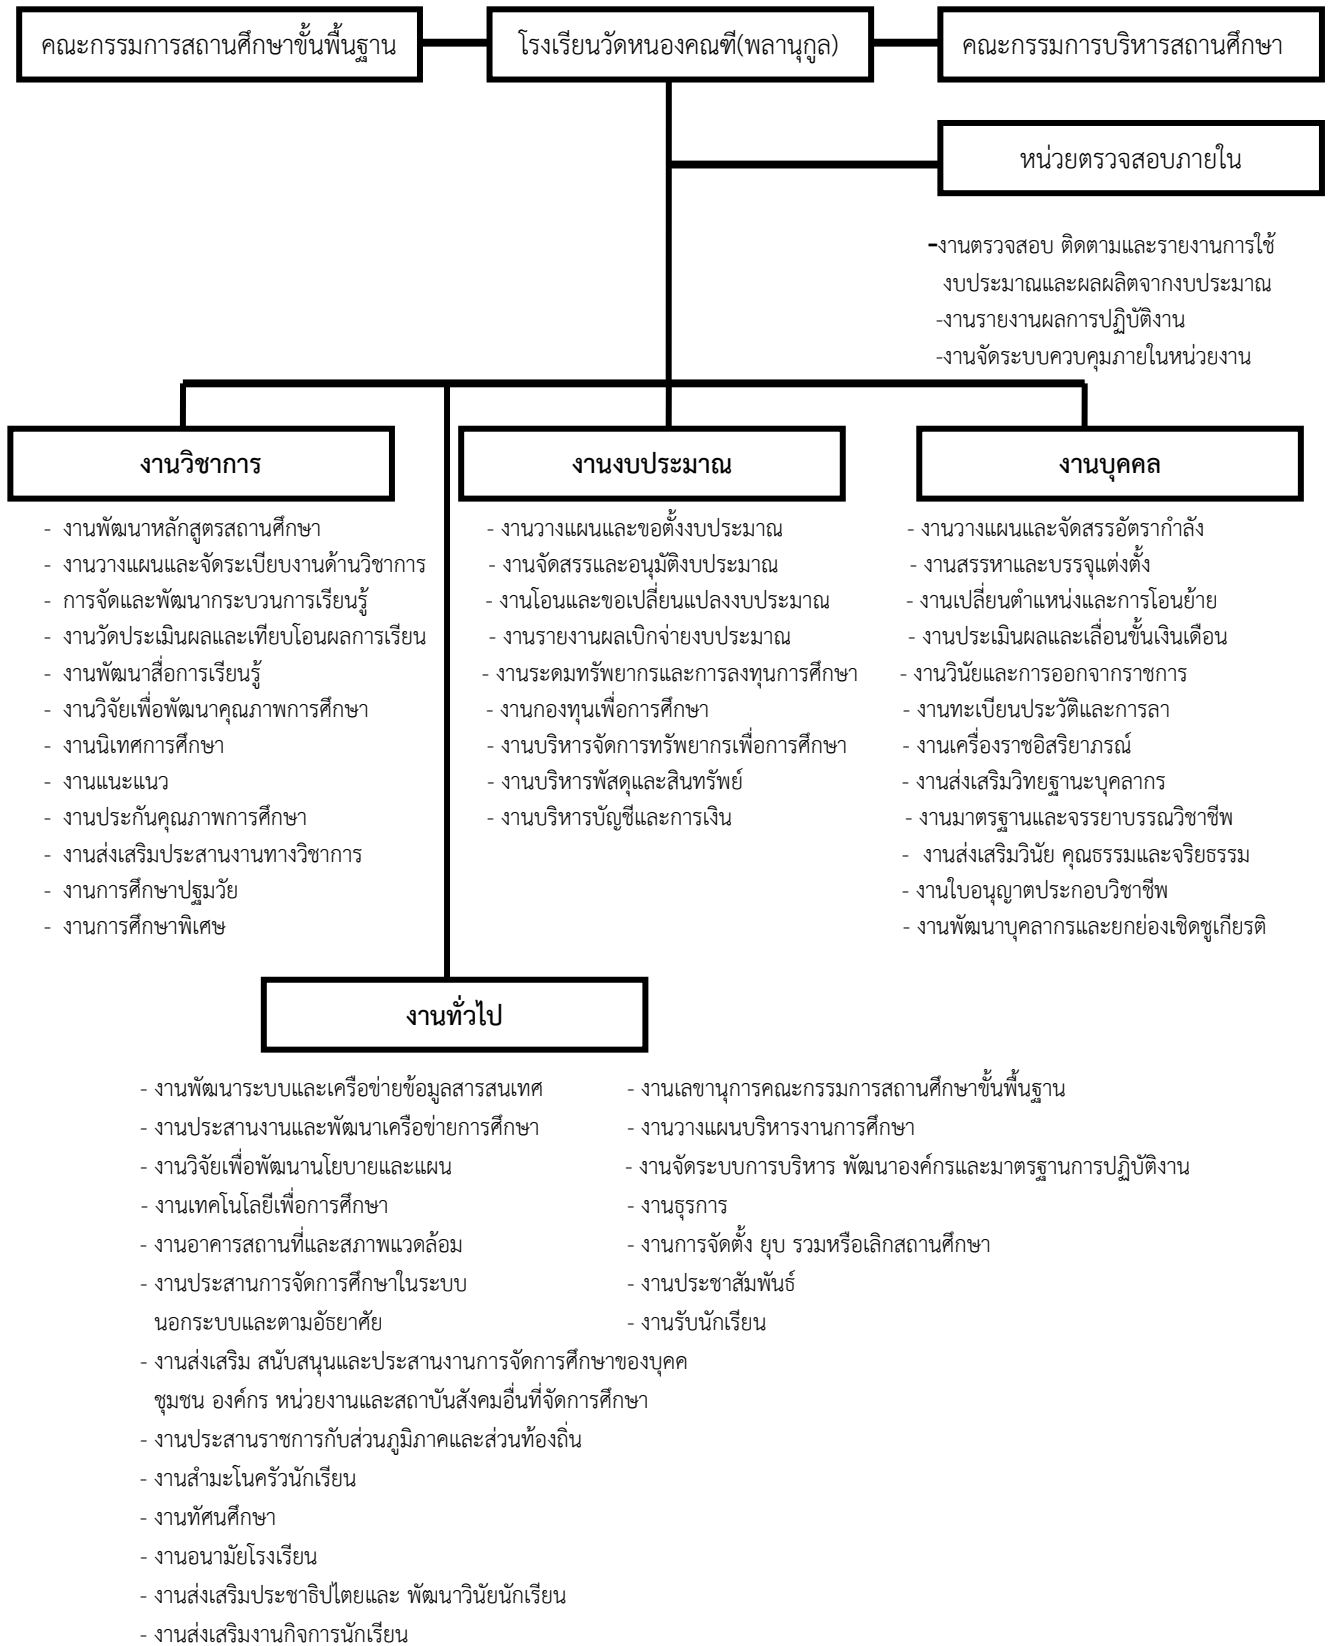 คณะกรรมการสถานศึกษาขั้นพื้นฐาน
โรงเรียนวัดหนองคณฑี(พลานุกูล)
คณะกรรมการบริหารสถานศึกษา
หน่วยตรวจสอบภายใน
-งานตรวจสอบ ติดตามและรายงานการใช้
งบประมาณและผลผลิตจากงบประมาณ
-งานรายงานผลการปฏิบัติงาน
-งานจัดระบบควบคุมภายในหน่วยงาน
งานวิชาการ
- งานพัฒนาหลักสูตรสถานศึกษา
- งานวางแผนและจัดระเบียบงานด้านวิชาการ
- การจัดและพัฒนากระบวนการเรียนรู้
- งานวัดประเมินผลและเทียบโอนผลการเรียน
- งานพัฒนาสื่อการเรียนรู้
- งานวิจัยเพื่อพัฒนาคุณภาพการศึกษา
- งานนิเทศการศึกษา
- งานแนะแนว
- งานประกันคุณภาพการศึกษา
- งานส่งเสริมประสานงานทางวิชาการ
- งานการศึกษาปฐมวัย
- งานการศึกษาพิเศษ
งานงบประมาณ
- งานวางแผนและขอตั้งงบประมาณ
- งานจัดสรรและอนุมัติงบประมาณ
- งานโอนและขอเปลี่ยนแปลงงบประมาณ
- งานรายงานผลเบิกจ่ายงบประมาณ
- งานระดมทรัพยากรและการลงทุนการศึกษา
- งานกองทุนเพื่อการศึกษา
- งานบริหารจัดการทรัพยากรเพื่อการศึกษา
- งานบริหารพัสดุและสินทรัพย์
- งานบริหารบัญชีและการเงิน
งานบุคคล
- งานวางแผนและจัดสรรอัตรากำลัง
- งานสรรหาและบรรจุแต่งตั้ง
- งานเปลี่ยนตำแหน่งและการโอนย้าย
- งานประเมินผลและเลื่อนขั้นเงินเดือน
- งานวินัยและการออกจากราชการ
- งานทะเบียนประวัติและการลา
- งานเครื่องราชอิสริยาภรณ์
- งานส่งเสริมวิทยฐานะบุคลากร
- งานมาตรฐานและจรรยาบรรณวิชาชีพ
- งานส่งเสริมวินัย คุณธรรมและจริยธรรม
- งานใบอนุญาตประกอบวิชาชีพ
- งานพัฒนาบุคลากรและยกย่องเชิดชูเกียรติ
งานทั่วไป
- งานพัฒนาระบบและเครือข่ายข้อมูลสารสนเทศ
- งานประสานงานและพัฒนาเครือข่ายการศึกษา
- งานวิจัยเพื่อพัฒนานโยบายและแผน
- งานเทคโนโลยีเพื่อการศึกษา
- งานอาคารสถานที่และสภาพแวดล้อม
- งานประสานการจัดการศึกษาในระบบ
นอกระบบและตามอัธยาศัย
- งานส่งเสริม สนับสนุนและประสานงานการจัดการศึกษาของบุคค
ชุมชน องค์กร หน่วยงานและสถาบันสังคมอื่นที่จัดการศึกษา
- งานประสานราชการกับส่วนภูมิภาคและส่วนท้องถิ่น
- งานสำมะโนครัวนักเรียน
- งานทัศนศึกษา
- งานอนามัยโรงเรียน
- งานส่งเสริมประชาธิปไตยและ พัฒนาวินัยนักเรียน
- งานส่งเสริมงานกิจการนักเรียน
- งานเลขานุการคณะกรรมการสถานศึกษาขั้นพื้นฐาน
- งานวางแผนบริหารงานการศึกษา
- งานจัดระบบการบริหาร พัฒนาองค์กรและมาตรฐานการปฏิบัติงาน
- งานธุรการ
- งานการจัดตั้ง ยุบ รวมหรือเลิกสถานศึกษา
- งานประชาสัมพันธ์
- งานรับนักเรียน